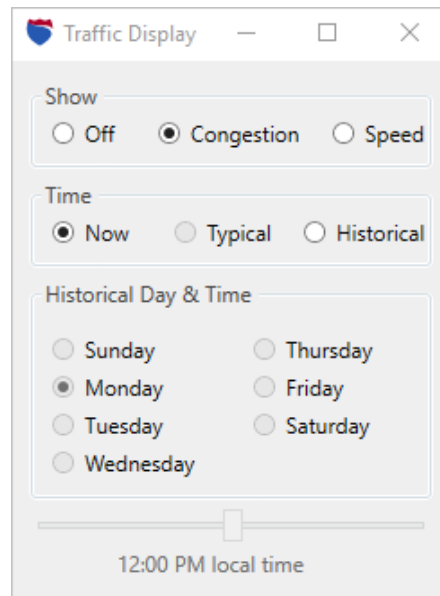 Traffic Display
Show
Off Congestion Speed
Time
Now Typical Historical
Historical Day & Time
Sunday Thursday
Monday Friday
Tuesday Saturday
Wednesday
12:00 PM local time